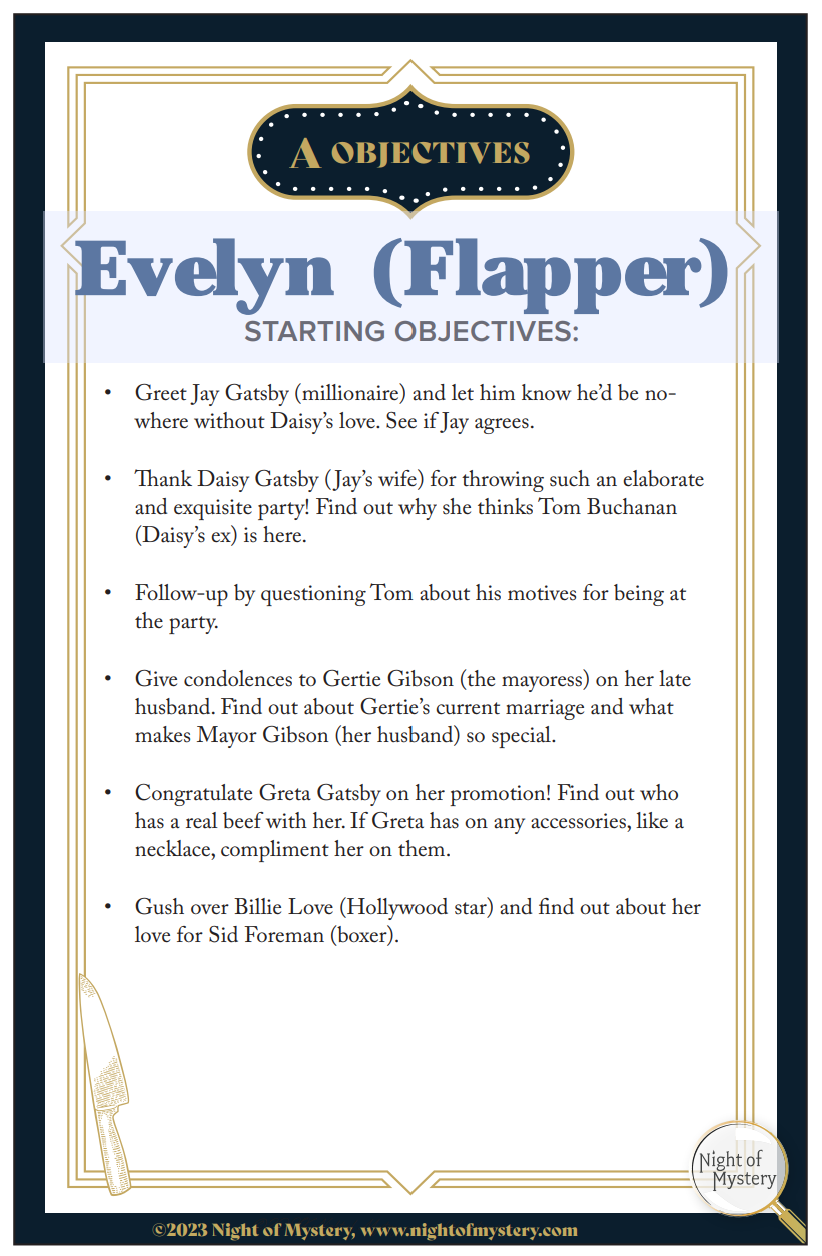 A OBJECTIVES
Evelyn (Flapper)
STARTING OBJECTIVES:
• Greet Jay Gatsby (millionaire) and let him know he’d be no-
where without Daisy’s love. See if Jay agrees.
• Thank Daisy Gatsby (Jay’s wife) for throwing such an elaborate
and exquisite party! Find out why she thinks Tom Buchanan
(Daisy’s ex) is here.
• Follow-up by questioning Tom about his motives for being at
the party.
• Give condolences to Gertie Gibson (the mayoress) on her late
husband. Find out about Gertie’s current marriage and what
makes Mayor Gibson (her husband) so special.
• Congratulate Greta Gatsby on her promotion! Find out who
has a real beef with her. If Greta has on any accessories, like a
necklace, compliment her on them.
• Gush over Billie Love (Hollywood star) and find out about her
love for Sid Foreman (boxer).
Night of
Mystery
©2023 Night of Mystery, www.nightofmystery.com